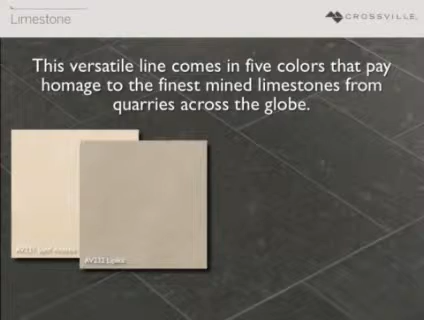 Limestone
CROSSVILLE
This versatile line comes in five colors that pay
homage to the finest mined limestones from
quarries across the globe.
AV232